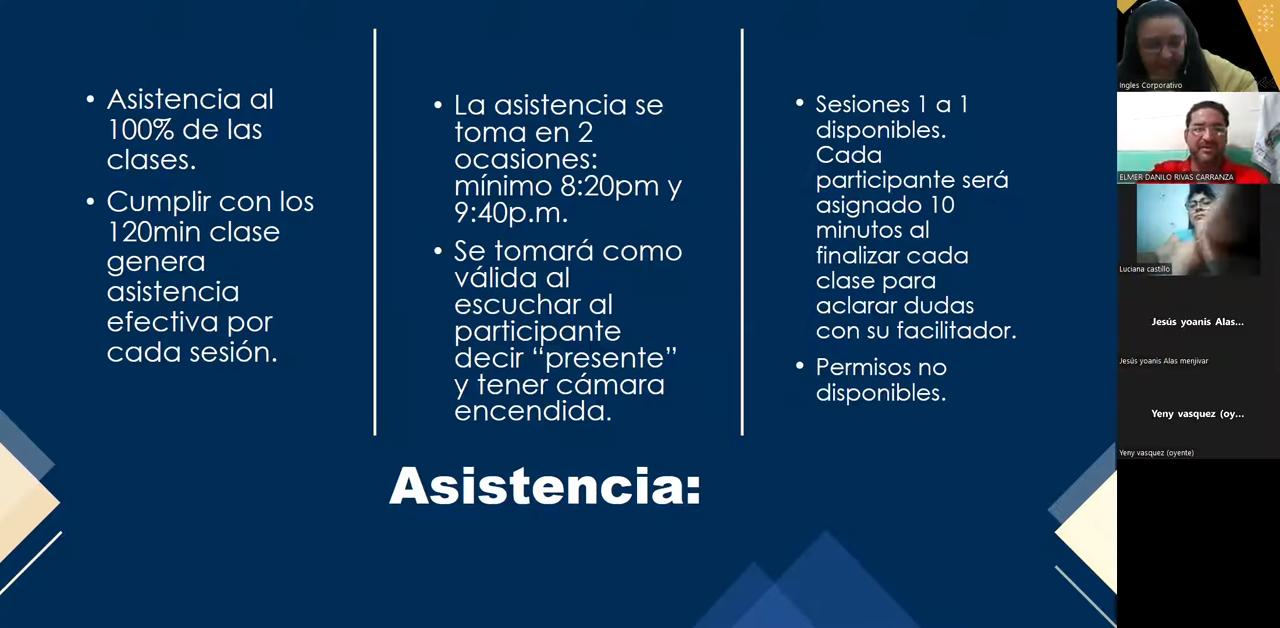 • Asistencia al
100% de las
clases.
• Cumplir con los
120min clase
genera
asistencia
efectiva por
cada sesión.
• La asistencia se
toma en 2
ocasiones:
mínimo 8:20pm y
9:40p.m.
• Se tomará como
válida al
escuchar al
participante
decir “presente”
y tener cámara
encendida.
• Sesiones 1 a 1
disponibles.
Cada
participante será
asignado 10
minutos al
finalizar cada
clase para
aclarar dudas
con su facilitador.
• Permisos no
disponibles.
Asistencia:
Ingles Corporativo
ELMER DANILO RIVAS CARRANZA
Luciana castillo
Jesús yoanis Alas...
Jesús yoanis Alas menjivar
Yeny vasquez (oy...
Yeny vasquez (oyente)